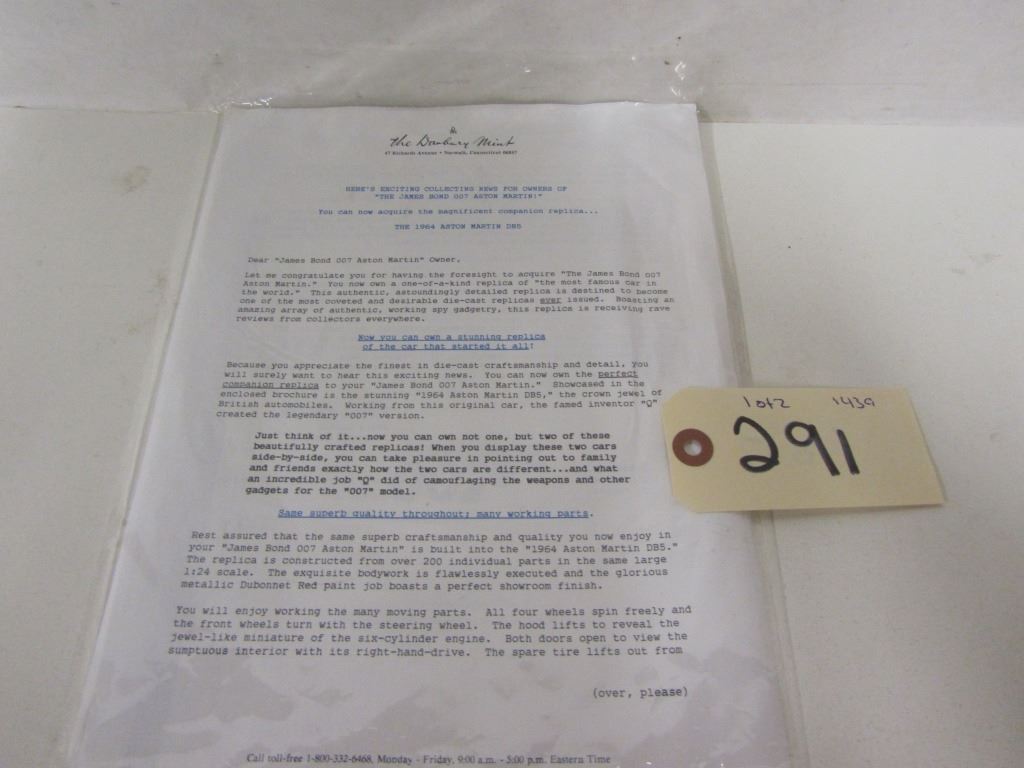 the Danbury Mint
47 Richards Avenue • Norwalk, Connecticut 06857
HERE'S EXCITING COLLECTING NEWS FOR OWNERS OF
"THE JAMES BOND 007 ASTON MARTIN!"
You can now acquire the magnificent companion replica...
THE 1964 ASTON MARTIN DB5
Dear "James Bond 007 Aston Martin" Owner,
Let me congratulate you for having the foresight to acquire "The James Bond 007
Aston Martin." You now own a one-of-a-kind replica of "the most famous car in
the world." This authentic, astoundingly detailed replica is destined to become
one of the most coveted and desirable die-cast replicas ever issued. Boasting an
amazing array of authentic, working spy gadgetry, this replica is receiving rave
reviews from collectors everywhere.
Now you can own a stunning replica
of the car that started it all!
Because you appreciate the finest in die-cast craftsmanship and detail, you
will surely want to hear this exciting news. You can now own the perfect
companion replica to your "James Bond 007 Aston Martin." Showcased in the
enclosed brochure is the stunning "1964 Aston Martin DB5," the crown jewel of
British automobiles. Working from this original car, the famed inventor "Q"
created the legendary "007" version.
Just think of it...now you can own not one, but two of these
beautifully crafted replicas! When you display these two cars
side-by-side, you can take pleasure in pointing out to family
and friends exactly how the two cars are different...and what
an incredible job "Q" did of camouflaging the weapons and other
gadgets for the "007" model.
Same superb quality throughout; many working parts.
Rest assured that the same superb craftsmanship and quality you now enjoy in
your "James Bond 007 Aston Martin" is built into the "1964 Aston Martin DB5."
The replica is constructed from over 200 individual parts in the same large
1:24 scale. The exquisite bodywork is flawlessly executed and the glorious
metallic Dubonnet Red paint job boasts a perfect showroom finish.
You will enjoy working the many moving parts. All four wheels spin freely and
the front wheels turn with the steering wheel. The hood lifts to reveal the
jewel-like miniature of the six-cylinder engine. Both doors open to view the
sumptuous interior with its right-hand-drive. The spare tire lifts out from
(over, please)
Call toll-free 1-800-332-6468, Monday - Friday, 9:00 a.m. - 5:00 p.m. Eastern Time
lot2
291